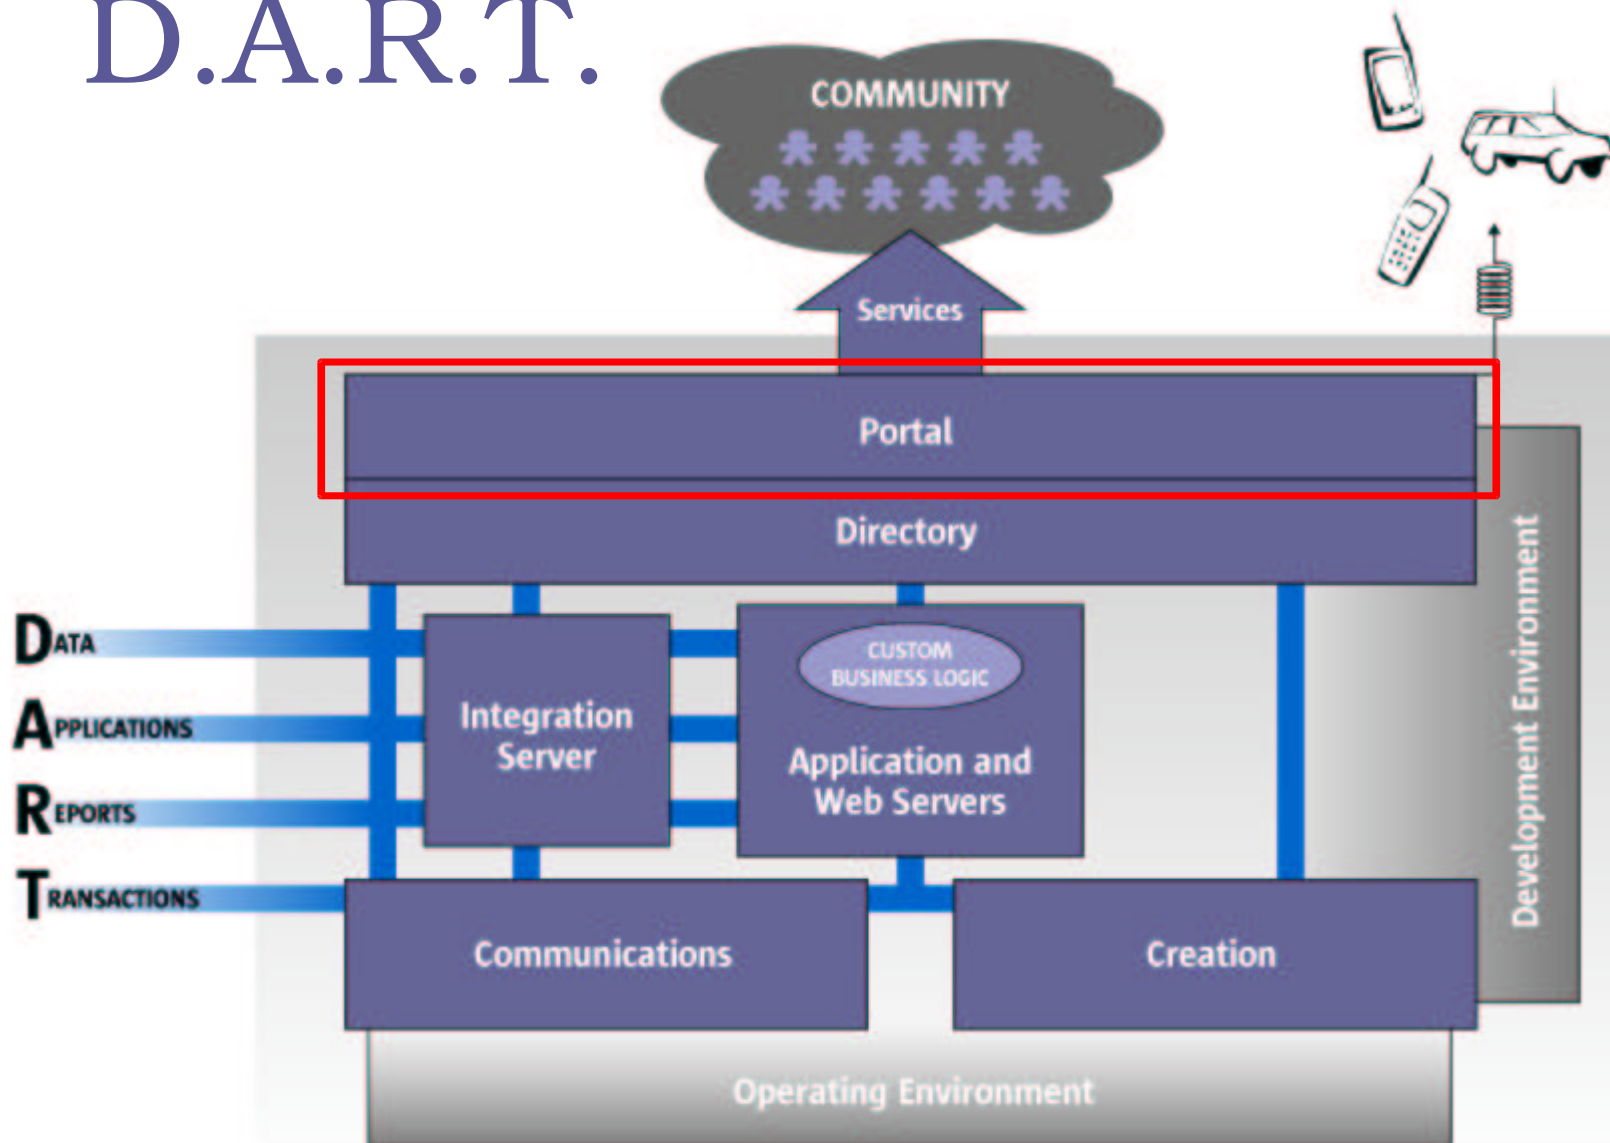 D.A.R.T.
COMMUNITY
Services
Portal
Directory
DATA
APPLICATIONS
REPORTS
TRANSACTIONS
Integration
Server
CUSTOM
BUSINESS LOGIC
Application and
Web Servers
Development Environment
Communications
Creation
Operating Environment